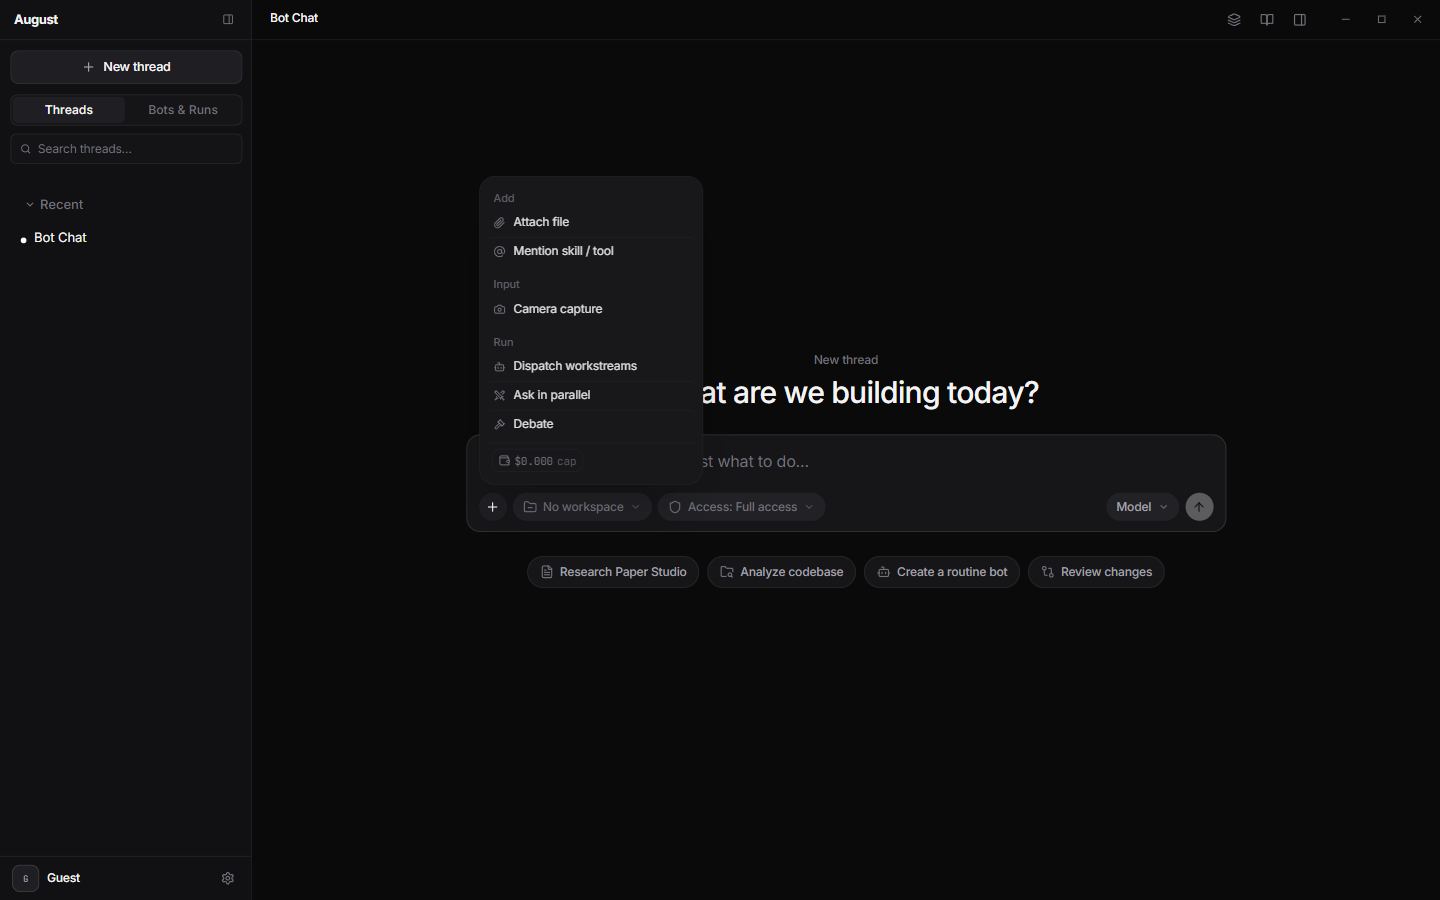 August
Bot Chat
New thread
Threads
Bots & Runs
Search threads...
Recent
Bot Chat
Add
Attach file
Mention skill / tool
Input
Camera capture
Run
Dispatch workstreams
Ask in parallel
Debate
$0.000 cap
New thread
at are we building today?
st what to do...
No workspace
Access: Full access
Model
Research Paper Studio
Analyze codebase
Create a routine bot
Review changes
G
Guest